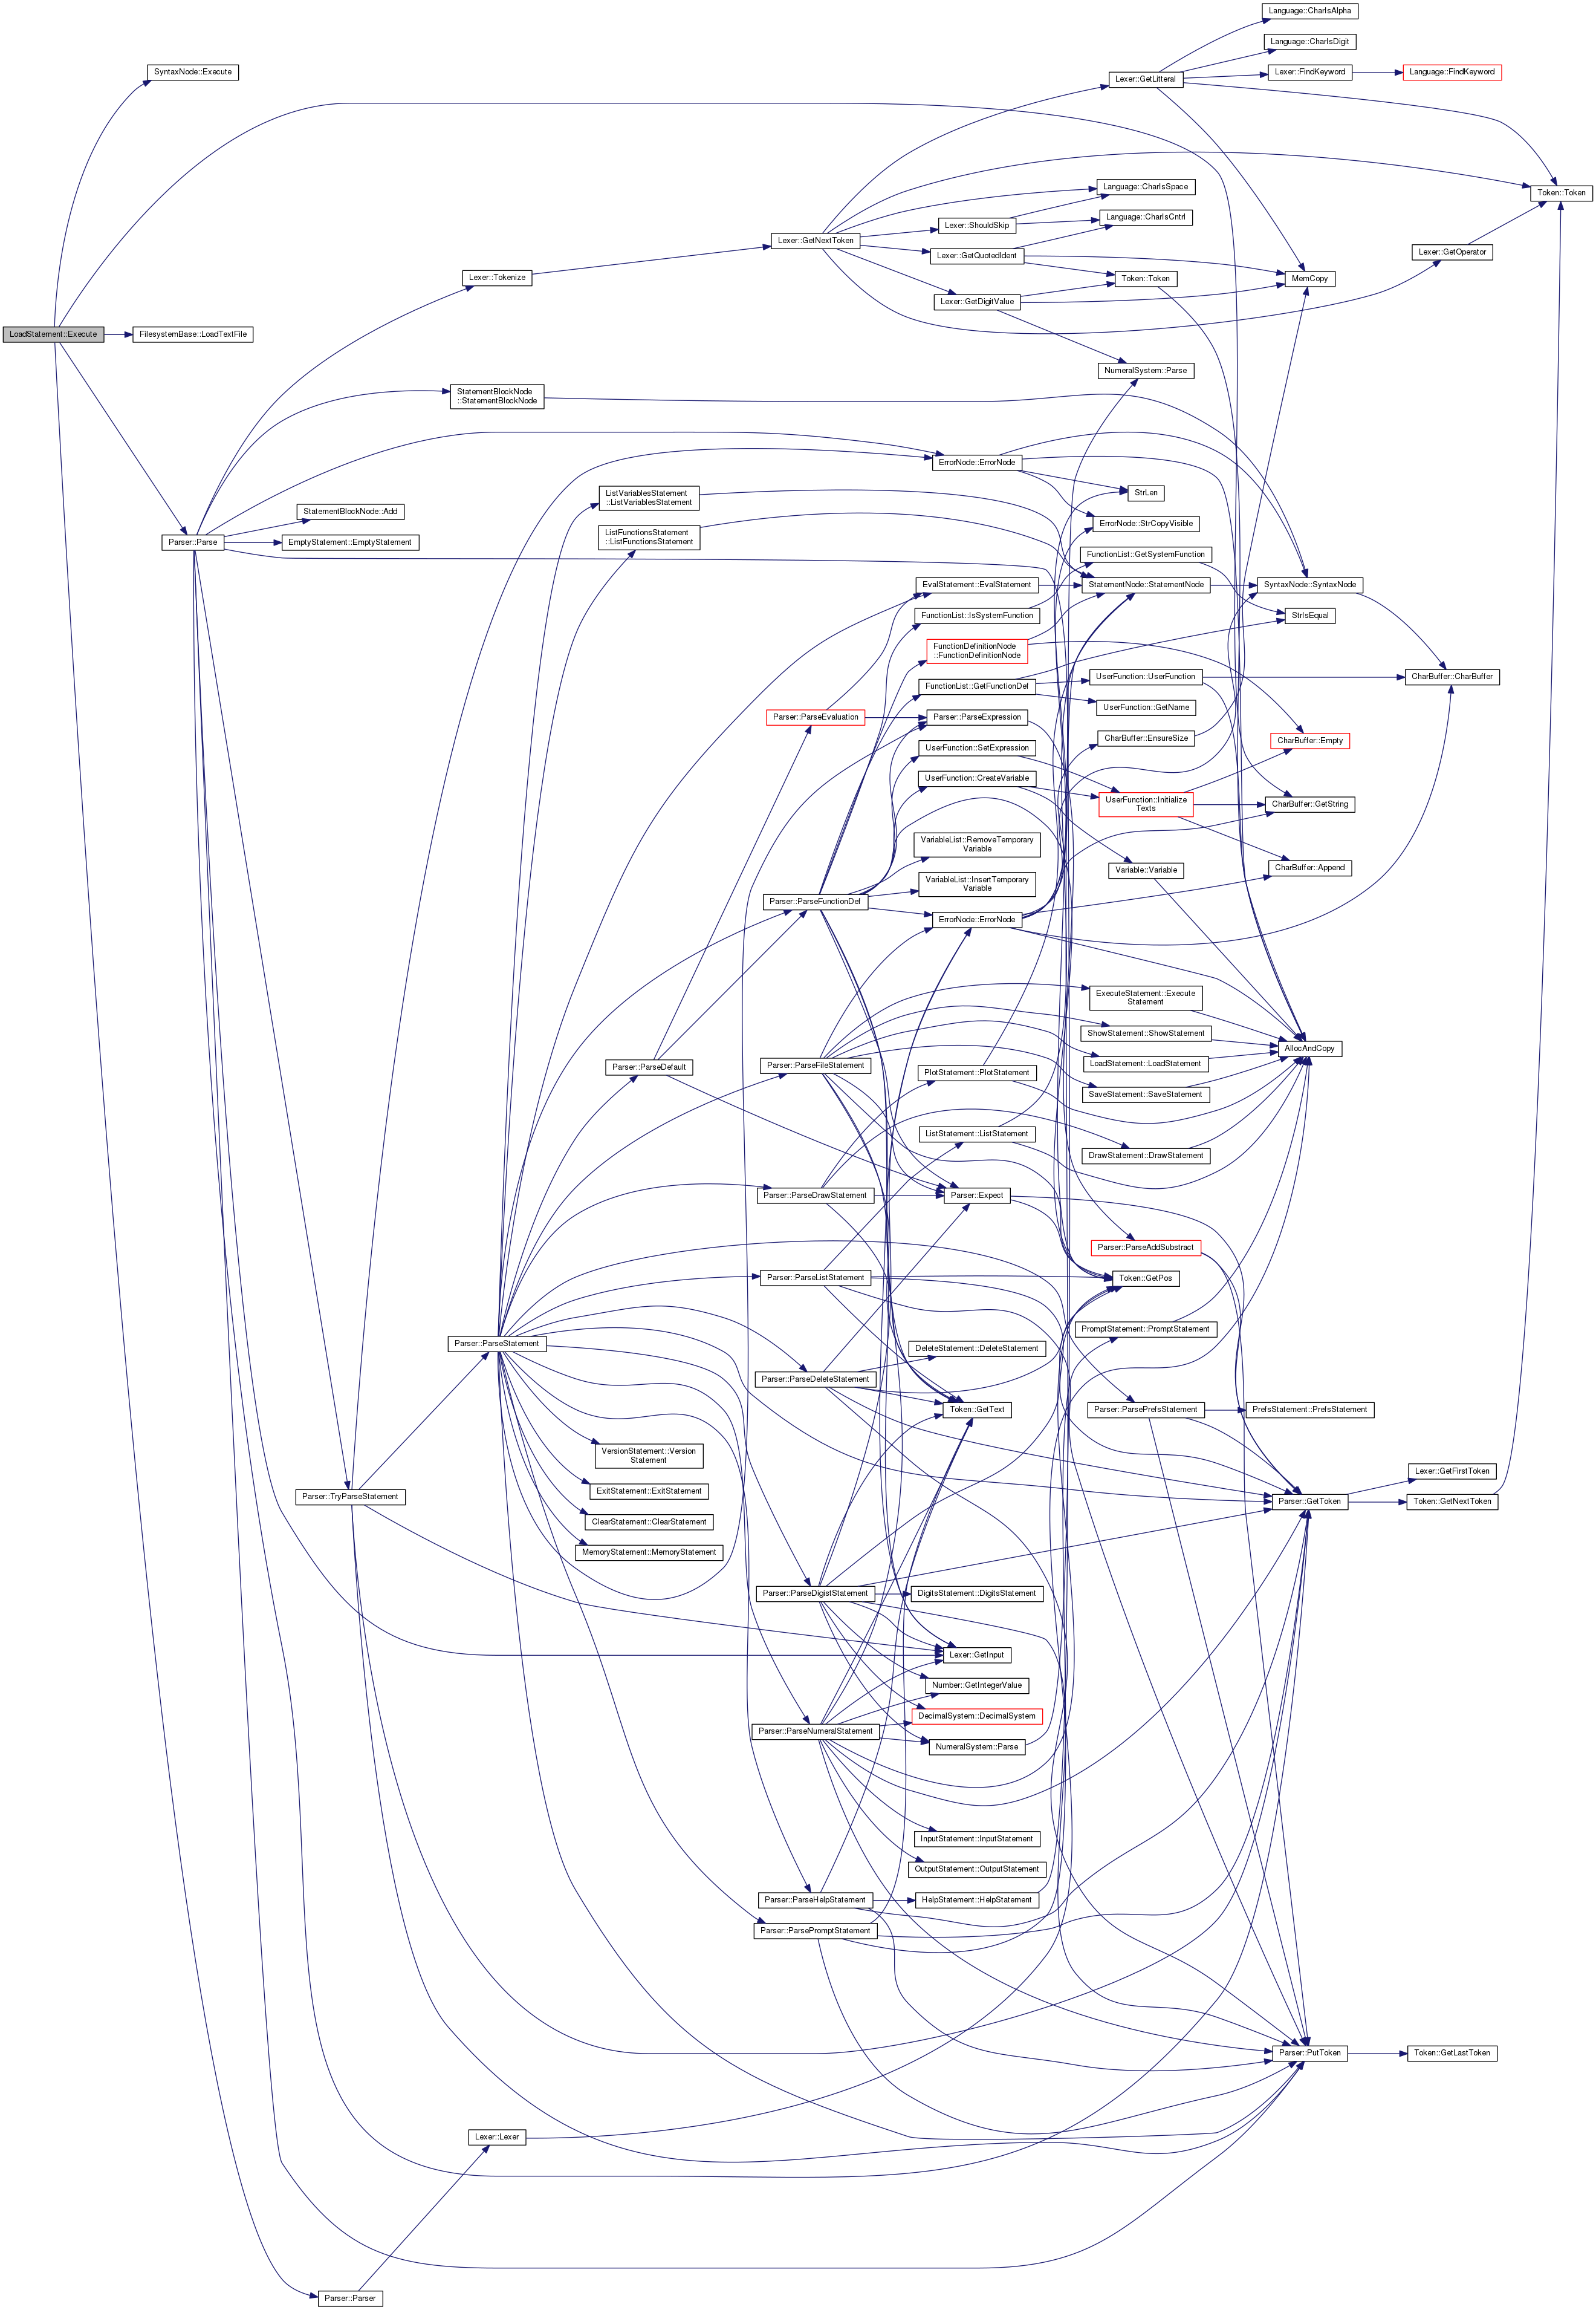 Language::CharIsAlpha
Language::CharIsDigit
SyntaxNode::Execute
Lexer::FindKeyword
Language::FindKeyword
Lexer::GetLitteral
Language::CharIsSpace
Token::Token
Language::CharIsCntrl
Lexer::ShouldSkip
Lexer::GetNextToken
Lexer::GetOperator
Lexer::GetQuotedIdent
Lexer::Tokenize
Token::Token
MemCopy
Lexer::GetDigitValue
LoadStatement::Execute
FilesystemBase::LoadTextFile
NumeralSystem::Parse
StatementBlockNode
::StatementBlockNode
ErrorNode::ErrorNode
ListVariablesStatement
::ListVariablesStatement
StrLen
StatementBlockNode::Add
ErrorNode::StrCopyVisible
ListFunctionsStatement
::ListFunctionsStatement
Parser::Parse
EmptyStatement::EmptyStatement
FunctionList::GetSystemFunction
EvalStatement::EvalStatement
StatementNode::StatementNode
SyntaxNode::SyntaxNode
FunctionList::IsSystemFunction
StrIsEqual
FunctionDefinitionNode
::FunctionDefinitionNode
UserFunction::UserFunction
CharBuffer::CharBuffer
FunctionList::GetFunctionDef
UserFunction::GetName
Parser::ParseEvaluation
Parser::ParseExpression
CharBuffer::EnsureSize
CharBuffer::Empty
UserFunction::SetExpression
UserFunction::CreateVariable
UserFunction::Initialize
Texts
CharBuffer::GetString
VariableList::RemoveTemporary
Variable
CharBuffer::Append
Variable::Variable
VariableList::InsertTemporary
Variable
Parser::ParseFunctionDef
ErrorNode::ErrorNode
ExecuteStatement::Execute
Statement
ShowStatement::ShowStatement
AllocAndCopy
Parser::ParseDefault
Parser::ParseFileStatement
LoadStatement::LoadStatement
PlotStatement::PlotStatement
SaveStatement::SaveStatement
ListStatement::ListStatement
DrawStatement::DrawStatement
Parser::ParseDrawStatement
Parser::Expect
Parser::ParseAddSubstract
Parser::ParseListStatement
Token::GetPos
PromptStatement::PromptStatement
Parser::ParseStatement
DeleteStatement::DeleteStatement
Parser::ParseDeleteStatement
Token::GetText
Parser::ParsePrefsStatement
PrefsStatement::PrefsStatement
VersionStatement::Version
Statement
Lexer::GetFirstToken
ExitStatement::ExitStatement
Parser::TryParseStatement
Parser::GetToken
Token::GetNextToken
ClearStatement::ClearStatement
MemoryStatement::MemoryStatement
Parser::ParseDigistStatement
DigitsStatement::DigitsStatement
Lexer::GetInput
Number::GetIntegerValue
DecimalSystem::DecimalSystem
Parser::ParseNumeralStatement
NumeralSystem::Parse
InputStatement::InputStatement
OutputStatement::OutputStatement
Parser::ParseHelpStatement
HelpStatement::HelpStatement
Parser::ParsePromptStatement
Parser::PutToken
Token::GetLastToken
Lexer::Lexer
Parser::Parser